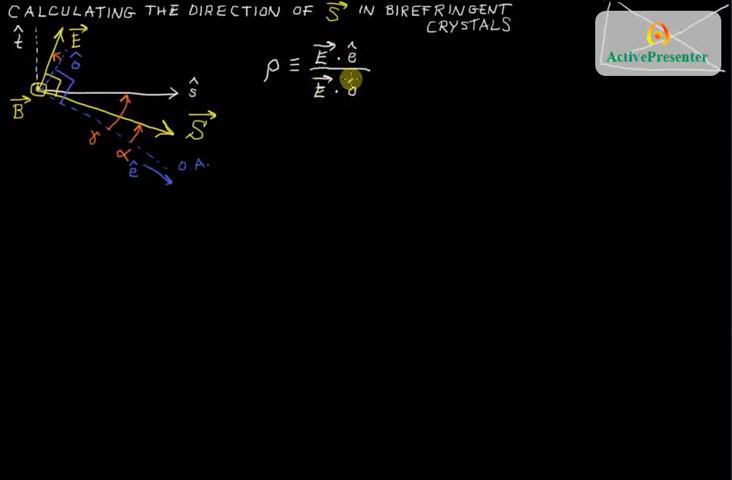 CALCULATING THE DIRECTION OF S⃗ IN BIREFRINGENT
CRYSTALS
t̂
E⃗
ô
ŝ
B⃗
S⃗
γ
α
ê
O.A.
ρ ≡ E⃗ · ê / E⃗ · ô
ActivePresenter